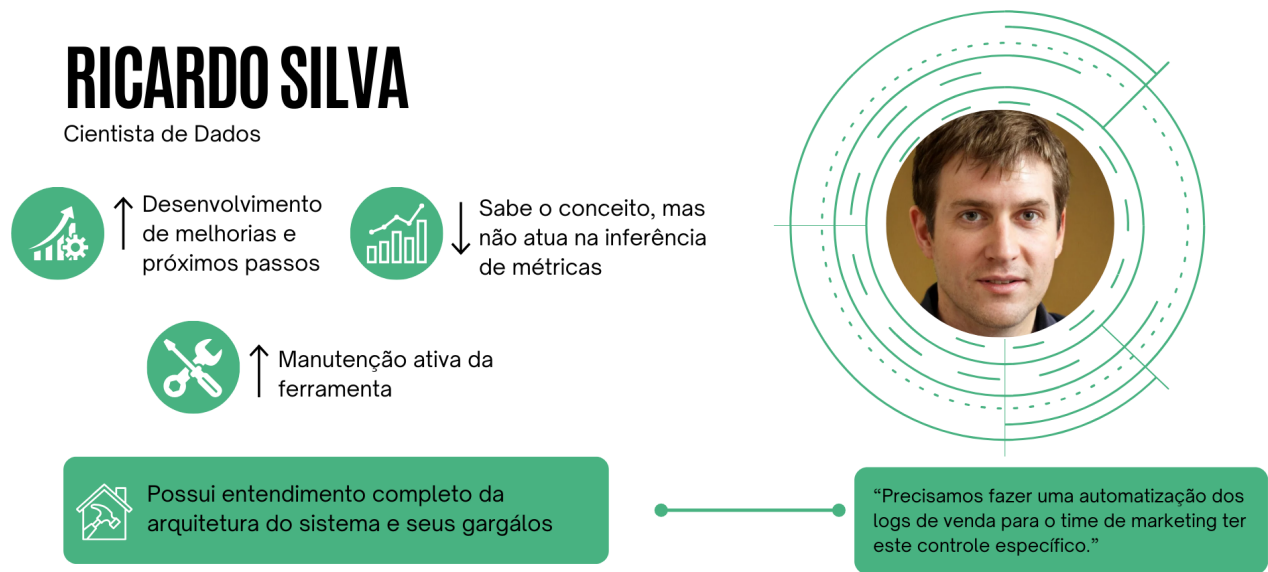 RICARDO SILVA
Cientista de Dados
Desenvolvimento
de melhorias e
próximos passos
Sabe o conceito, mas
não atua na inferência
de métricas
Manutenção ativa da
ferramenta
Possui entendimento completo da
arquitetura do sistema e seus gargálos
“Precisamos fazer uma automatização dos
logs de venda para o time de marketing ter
este controle específico.”